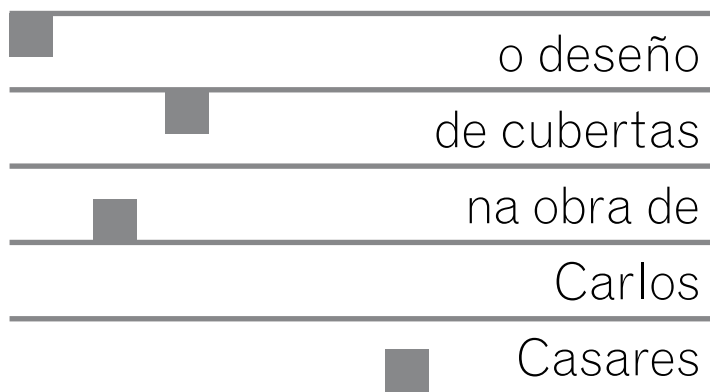 o deseño
de cubertas
na obra de
Carlos
Casares